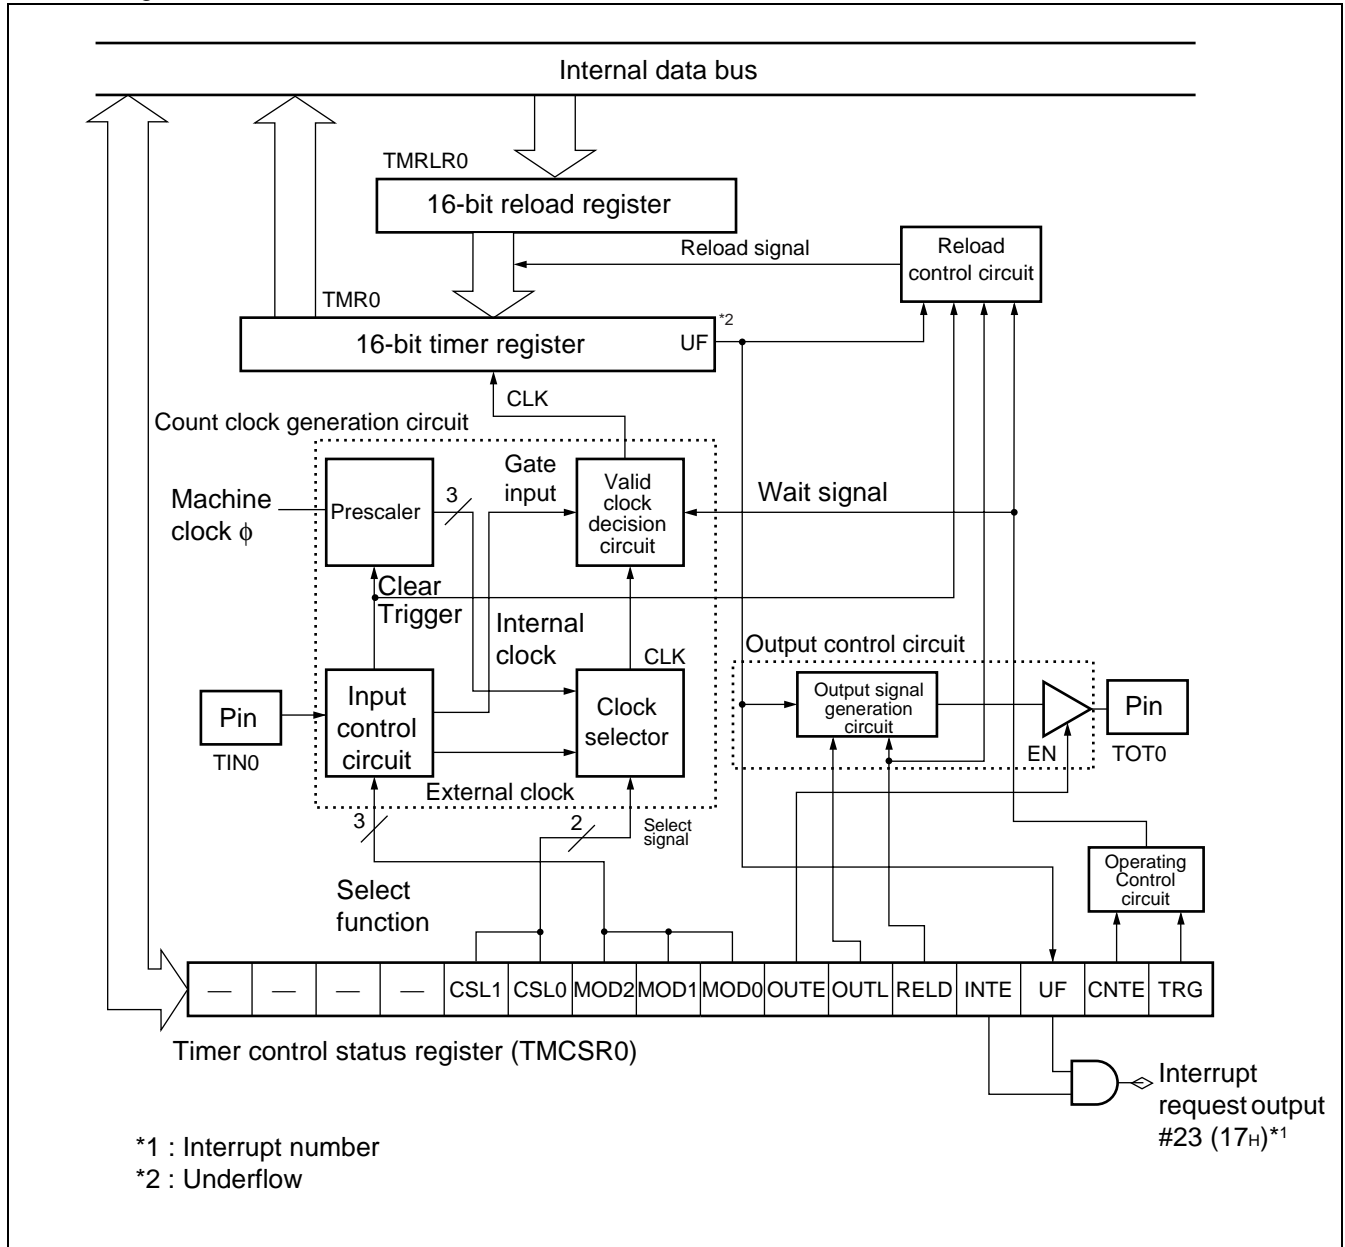 Internal data bus
TMRLR0
16-bit reload register
Reload signal
Reload
control circuit
TMR0
16-bit timer register
UF
*2
CLK
Count clock generation circuit
Machine
clock ϕ
Prescaler
3
Gate
input
Valid
clock
decision
circuit
Wait signal
Clear
Trigger
Internal
clock
CLK
Output control circuit
Pin
TIN0
Input
control
circuit
Clock
selector
Output signal
generation
circuit
EN
Pin
TOT0
External clock
3
2
Select
signal
Select
function
Operating
Control
circuit
— — — — CSL1 CSL0 MOD2 MOD1 MOD0 OUTE OUTL RELD INTE UF CNTE TRG
Timer control status register (TMCSR0)
Interrupt
request output
#23 (17H)*1
*1 : Interrupt number
*2 : Underflow